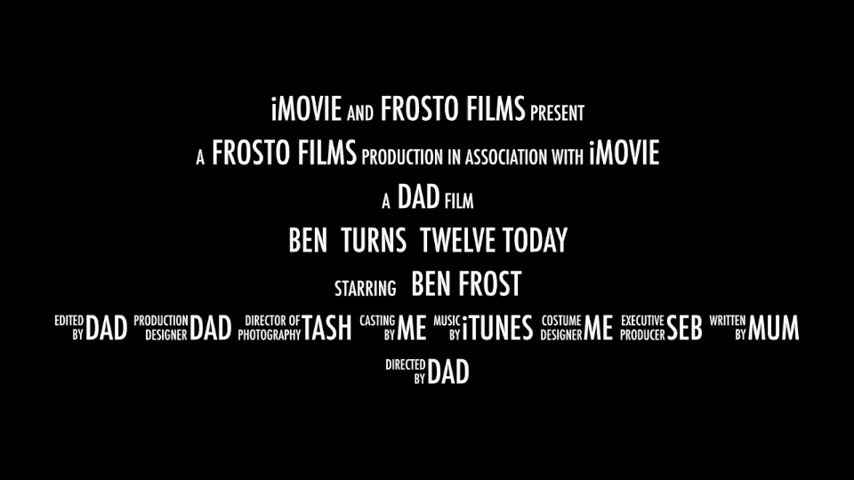 iMOVIE AND FROSTO FILMS PRESENT
A FROSTO FILMS PRODUCTION IN ASSOCIATION WITH iMOVIE
A DAD FILM
BEN TURNS TWELVE TODAY
STARRING BEN FROST
EDITED BY DAD PRODUCTION DESIGNER DAD DIRECTOR OF PHOTOGRAPHY TASH CASTING BY ME MUSIC BY iTUNES COSTUME DESIGNER ME EXECUTIVE PRODUCER SEB WRITTEN BY MUM
DIRECTED BY DAD